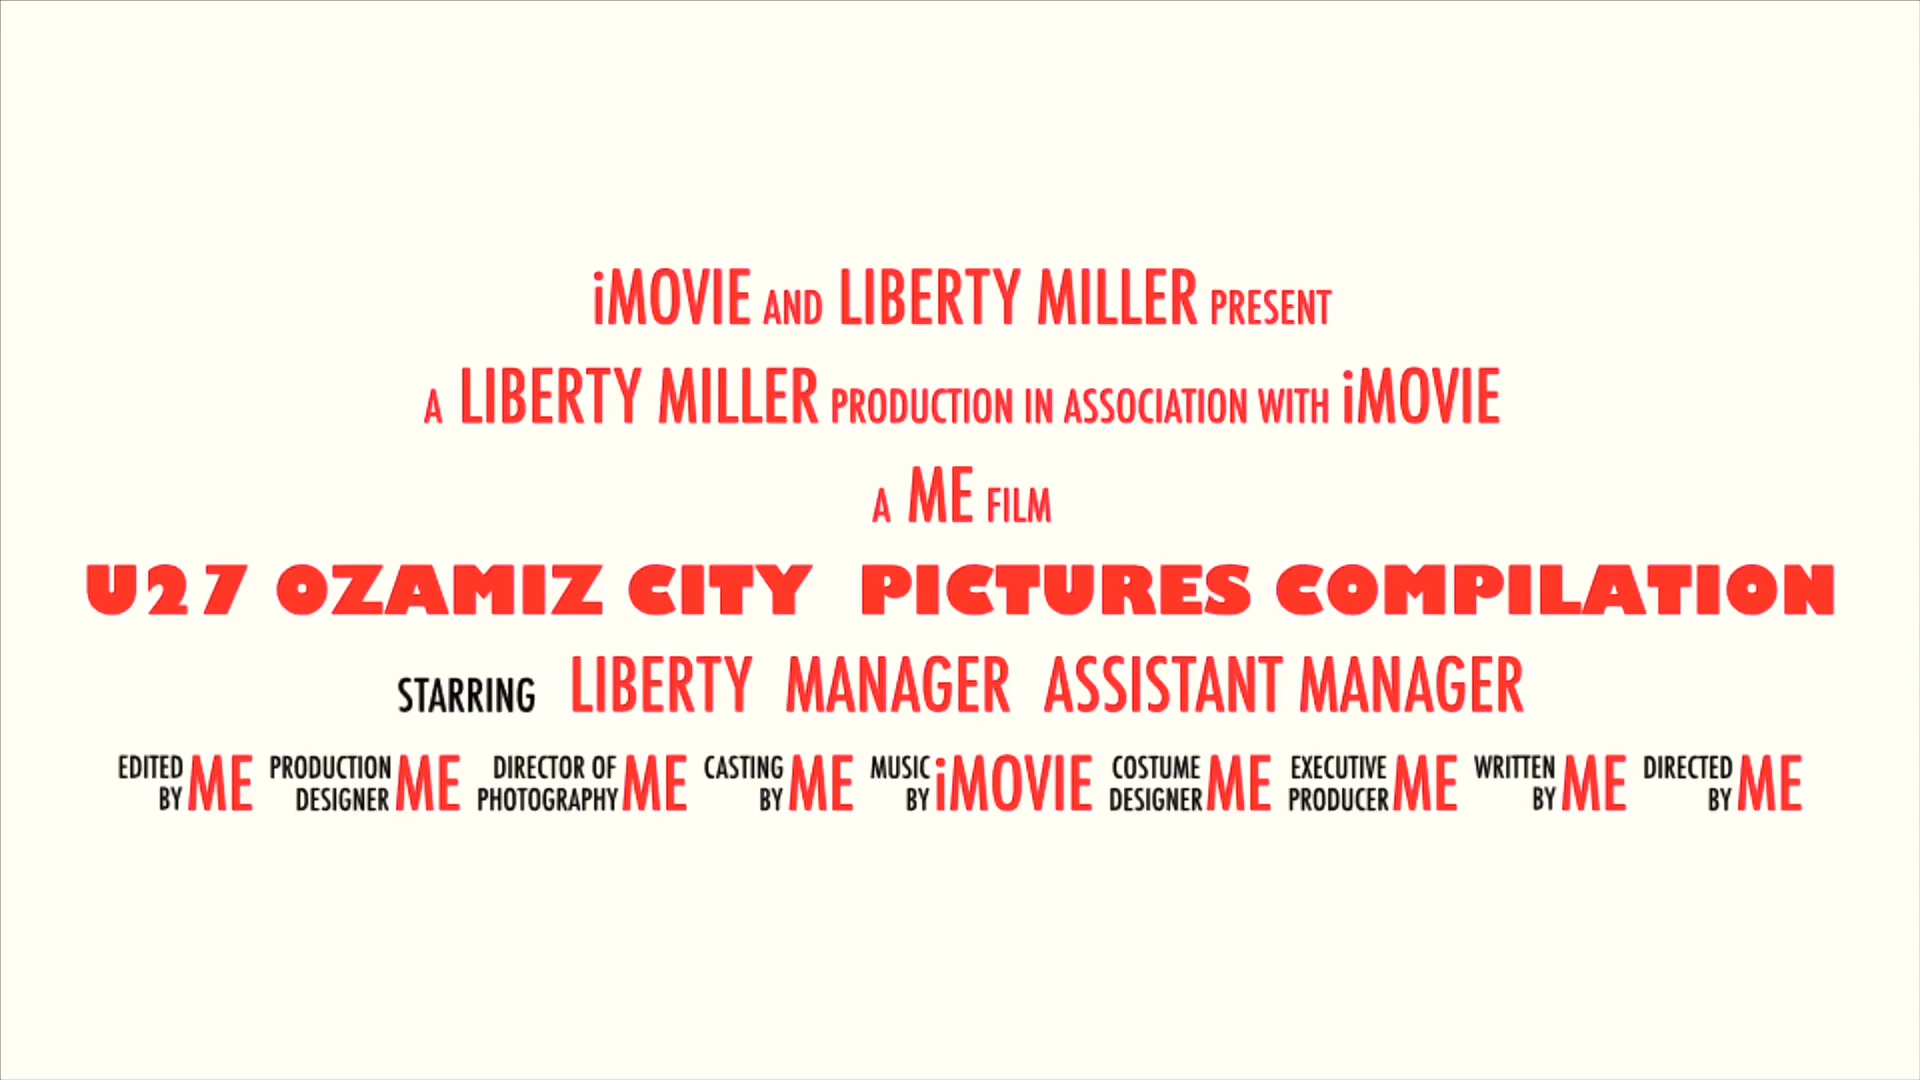 iMOVIE AND LIBERTY MILLER PRESENT
A LIBERTY MILLER PRODUCTION IN ASSOCIATION WITH iMOVIE
A ME FILM
U27 OZAMIZ CITY PICTURES COMPILATION
STARRING LIBERTY MANAGER ASSISTANT MANAGER
EDITED BY ME PRODUCTION DESIGNER ME DIRECTOR OF PHOTOGRAPHY ME CASTING BY ME MUSIC BY iMOVIE COSTUME DESIGNER ME EXECUTIVE PRODUCER ME WRITTEN BY ME DIRECTED BY ME